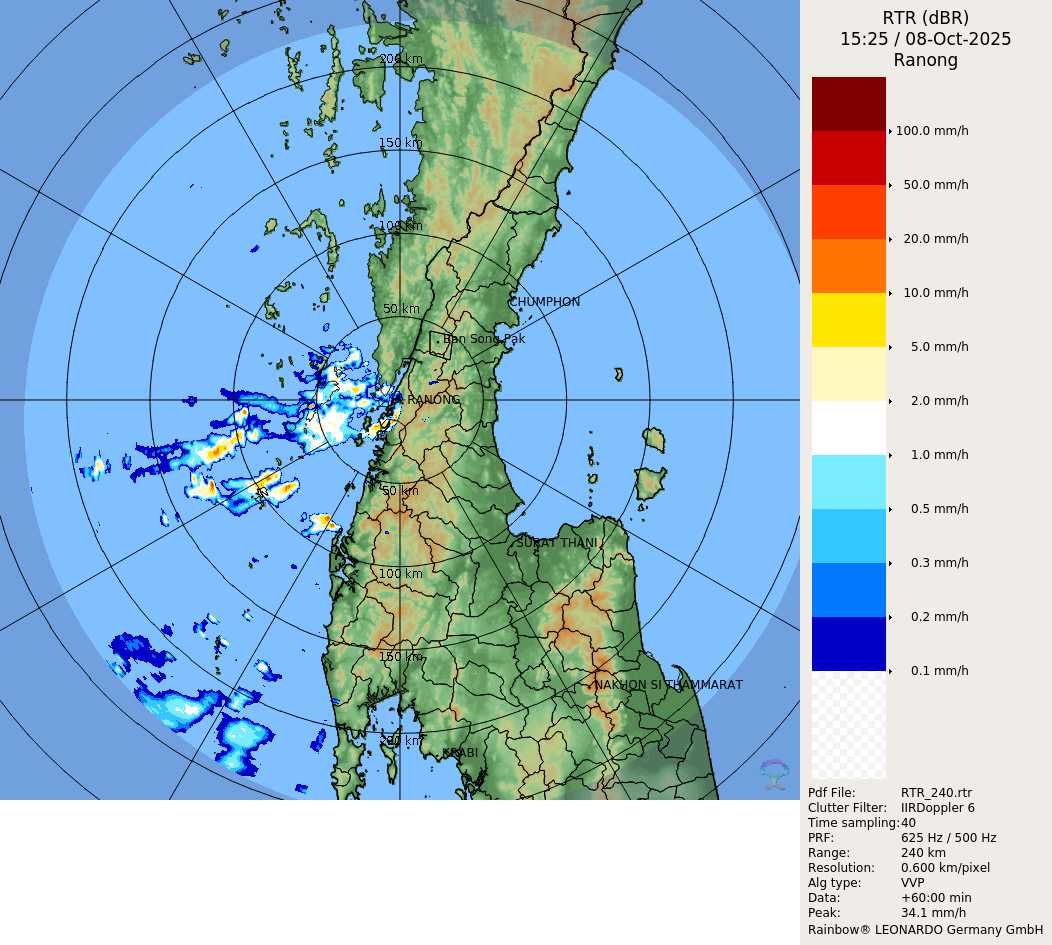 RTR (dBR)
15:25 / 08-Oct-2025
Ranong
100.0 mm/h
50.0 mm/h
20.0 mm/h
10.0 mm/h
5.0 mm/h
2.0 mm/h
1.0 mm/h
0.5 mm/h
0.3 mm/h
0.2 mm/h
0.1 mm/h
200 km
150 km
100 km
50 km
CHUMPHON
Ban Song Pak
RANONG
50 km
SURAT THANI
100 km
150 km
NAKHON SI THAMMARAT
200 km
KRABI
Pdf File: RTR_240.rtr
Clutter Filter: IIRDoppler 6
Time sampling: 40
PRF: 625 Hz / 500 Hz
Range: 240 km
Resolution: 0.600 km/pixel
Alg type: VVP
Data: +60:00 min
Peak: 34.1 mm/h
Rainbow® LEONARDO Germany GmbH